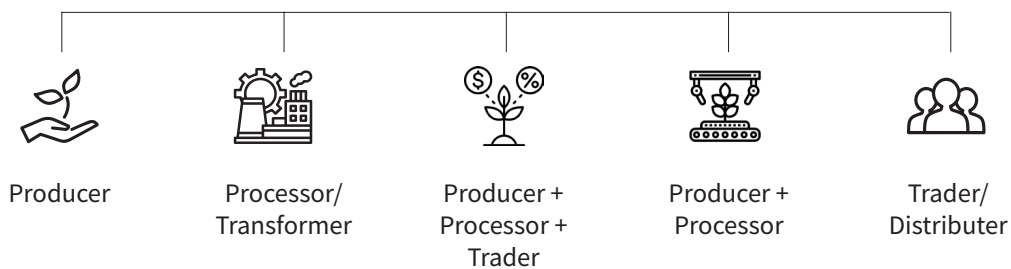 $ %
Producer
Processor/
Transformer
Producer +
Processor +
Trader
Producer +
Processor
Trader/
Distributer